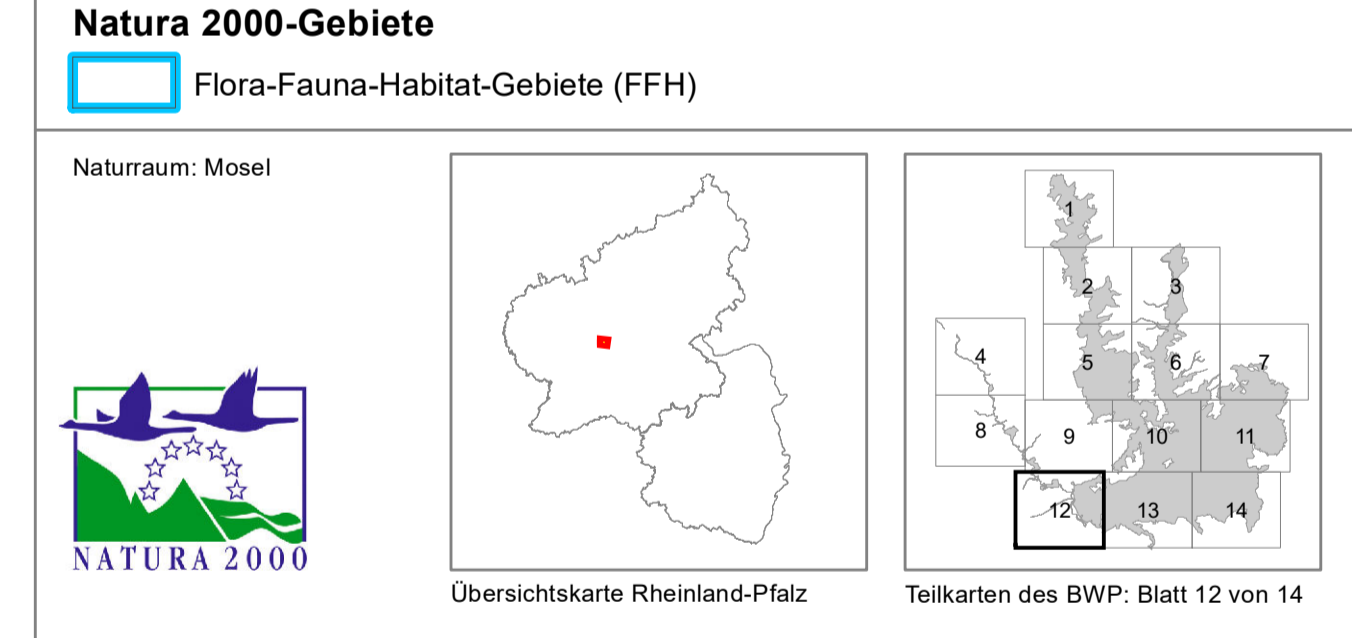 Natura 2000-Gebiete
Flora-Fauna-Habitat-Gebiete (FFH)
Naturraum: Mosel
NATURA 2000
Übersichtskarte Rheinland-Pfalz
1
2
3
4
5
6
7
8
9
10
11
12
13
14
Teilkarten des BWP: Blatt 12 von 14